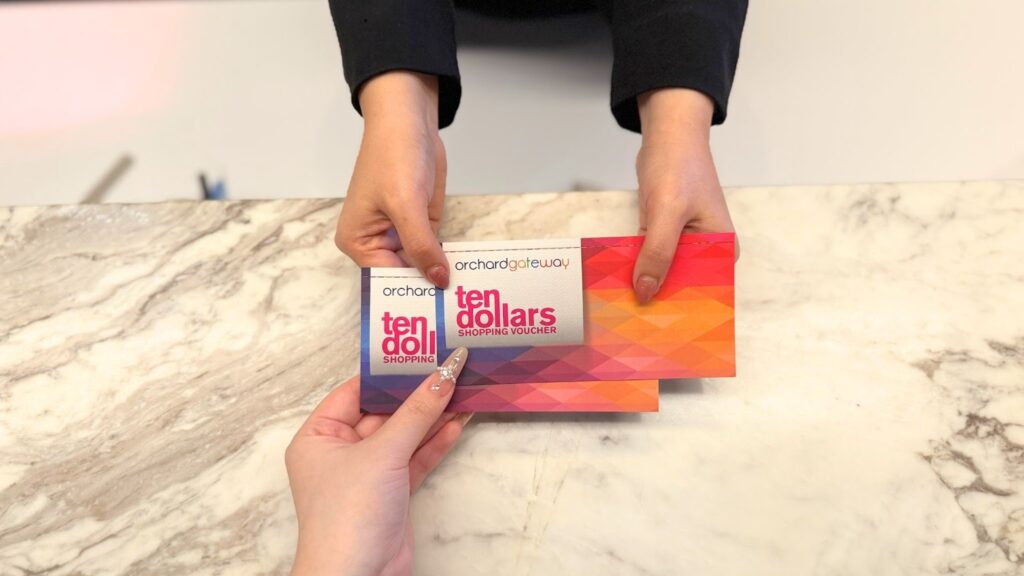 orchardgateway
ten
dollars
SHOPPING VOUCHER
orchard
ten
doll
SHOPPING